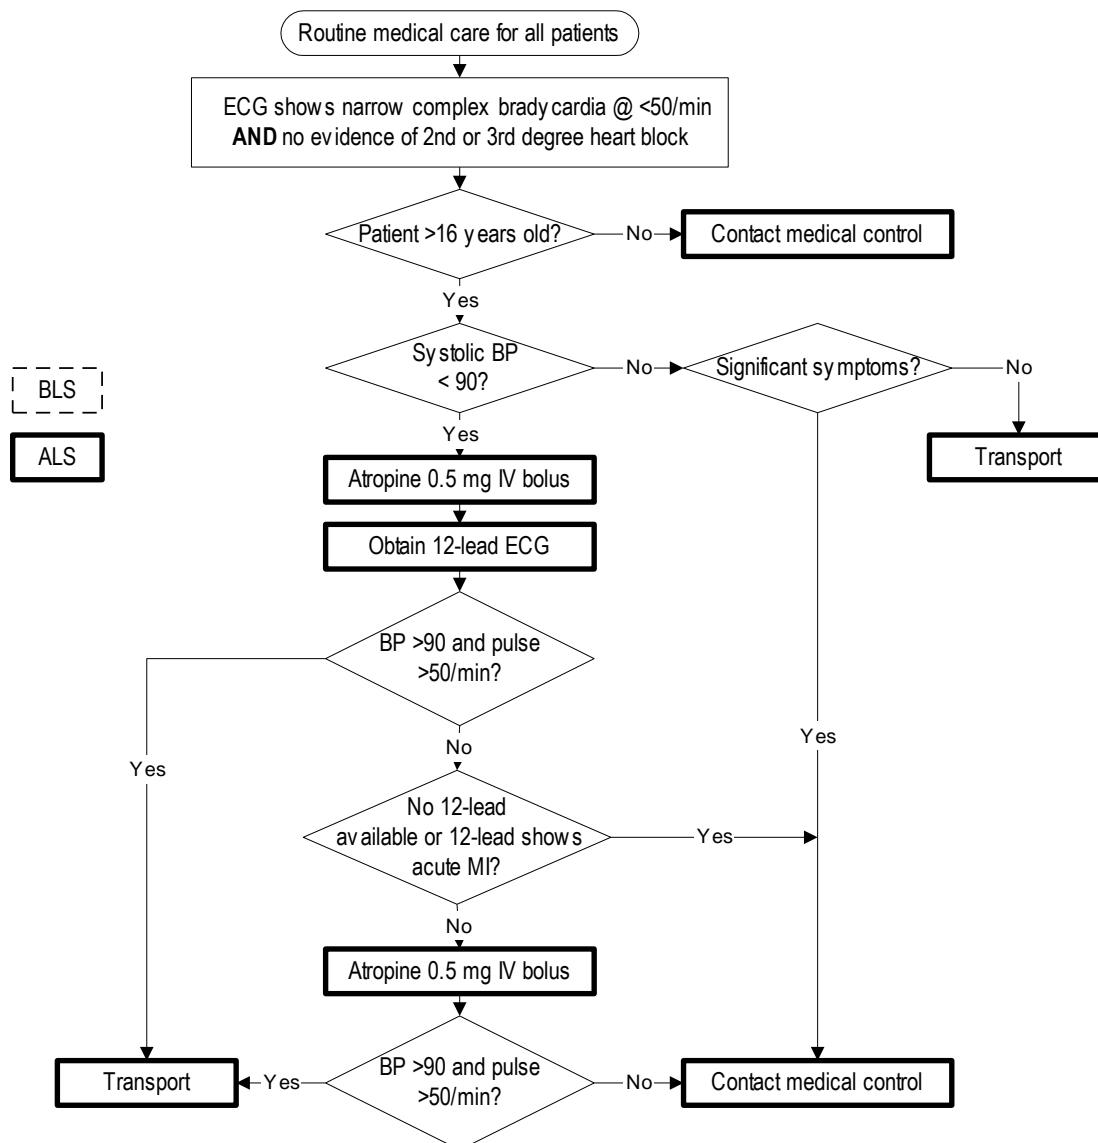 Routine medical care for all patients
ECG shows narrow complex bradycardia @ <50/min
AND no evidence of 2nd or 3rd degree heart block
Patient >16 years old?
No
Contact medical control
Yes
Systolic BP
< 90?
No
Significant symptoms?
No
Transport
BLS
ALS
Yes
Atropine 0.5 mg IV bolus
Obtain 12-lead ECG
BP >90 and pulse
>50/min?
Yes
No
Yes
No 12-lead
available or 12-lead shows
acute MI?
Yes
No
Atropine 0.5 mg IV bolus
BP >90 and pulse
>50/min?
Yes
Transport
No
Contact medical control